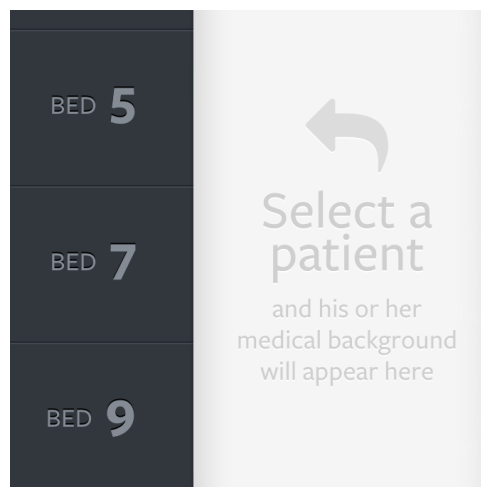 BED 5
BED 7
BED 9
Select a
patient
and his or her
medical background
will appear here